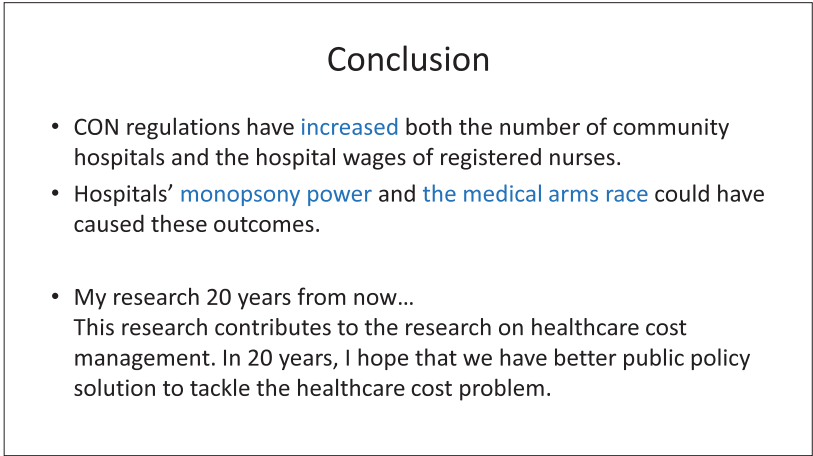 Conclusion
• CON regulations have increased both the number of community
hospitals and the hospital wages of registered nurses.
• Hospitals’ monopsony power and the medical arms race could have
caused these outcomes.
• My research 20 years from now…
This research contributes to the research on healthcare cost
management. In 20 years, I hope that we have better public policy
solution to tackle the healthcare cost problem.